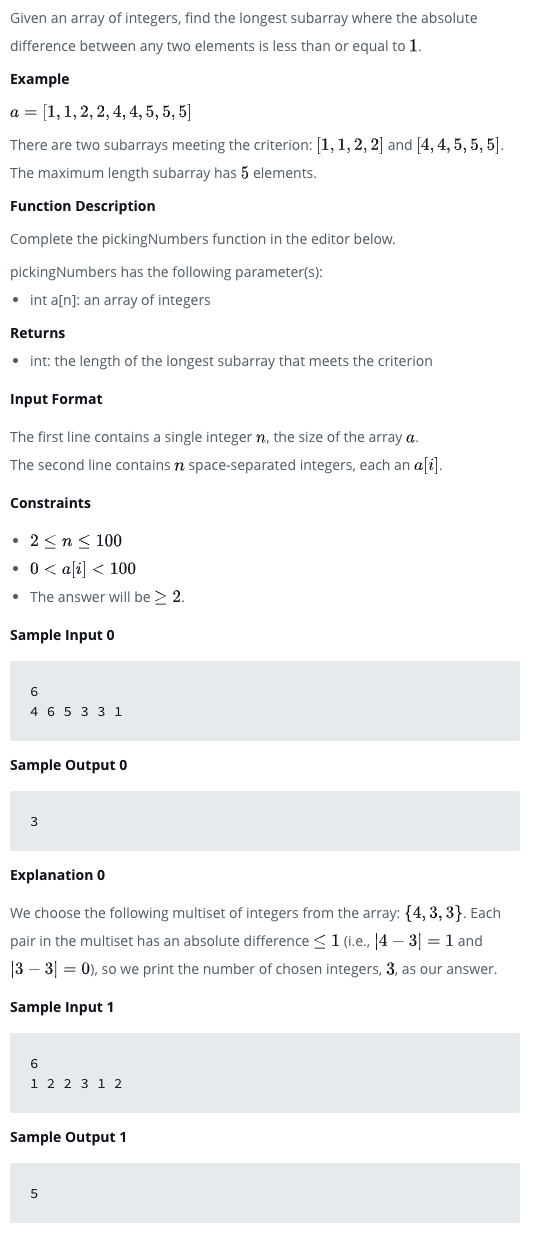 Given an array of integers, find the longest subarray where the absolute
difference between any two elements is less than or equal to 1.
Example
a = [1, 1, 2, 2, 4, 4, 5, 5, 5]
There are two subarrays meeting the criterion: [1, 1, 2, 2] and [4, 4, 5, 5, 5].
The maximum length subarray has 5 elements.
Function Description
Complete the pickingNumbers function in the editor below.
pickingNumbers has the following parameter(s):
• int a[n]: an array of integers
Returns
• int: the length of the longest subarray that meets the criterion
Input Format
The first line contains a single integer n, the size of the array a.
The second line contains n space-separated integers, each an a[i].
Constraints
• 2 ≤ n ≤ 100
• 0 < a[i] < 100
• The answer will be ≥ 2.
Sample Input 0
6
4 6 5 3 3 1
Sample Output 0
3
Explanation 0
We choose the following multiset of integers from the array: {4, 3, 3}. Each
pair in the multiset has an absolute difference ≤ 1 (i.e., |4 − 3| = 1 and
|3 − 3| = 0), so we print the number of chosen integers, 3, as our answer.
Sample Input 1
6
1 2 2 3 1 2
Sample Output 1
5